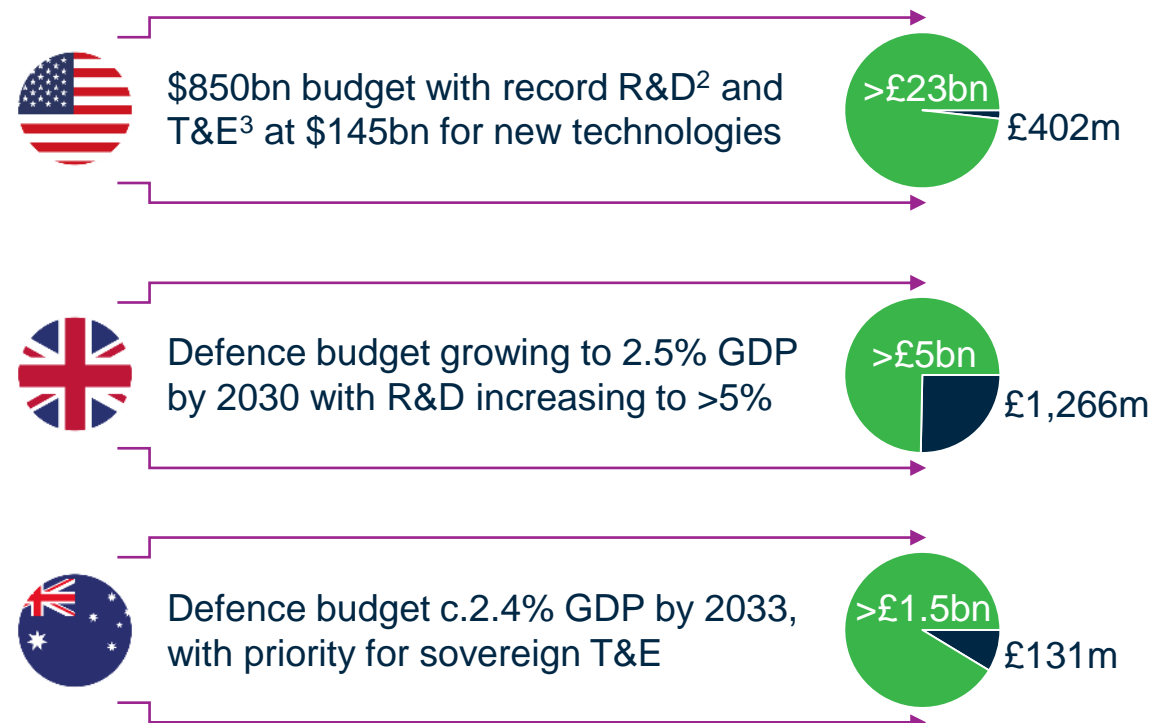 $850bn budget with record R&D² and
T&E³ at $145bn for new technologies
>£23bn
£402m
Defence budget growing to 2.5% GDP
by 2030 with R&D increasing to >5%
>£5bn
£1,266m
Defence budget c.2.4% GDP by 2033,
with priority for sovereign T&E
>£1.5bn
£131m